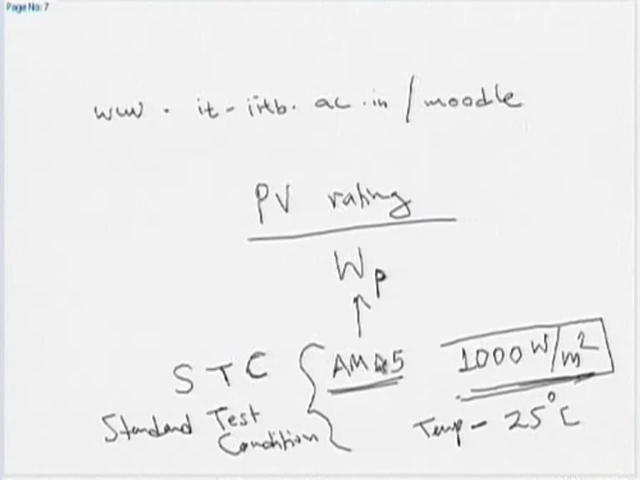 Page No: 7
www. it-iitb.ac.in/moodle
PV rating
Wp
STC { AM1.5 1000 W/m²
Standard Test Temp - 25°C
Condition